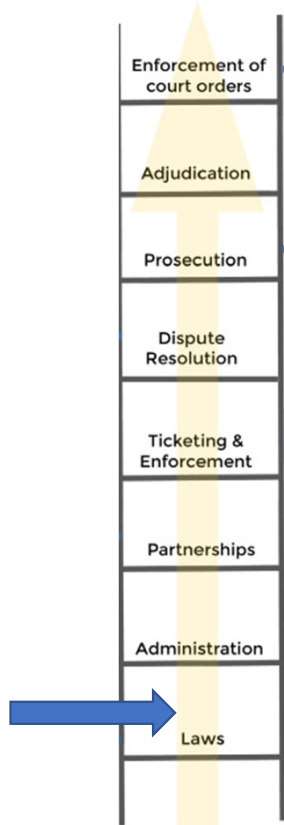 Enforcement of
court orders
Adjudication
Prosecution
Dispute
Resolution
Ticketing &
Enforcement
Partnerships
Administration
Laws